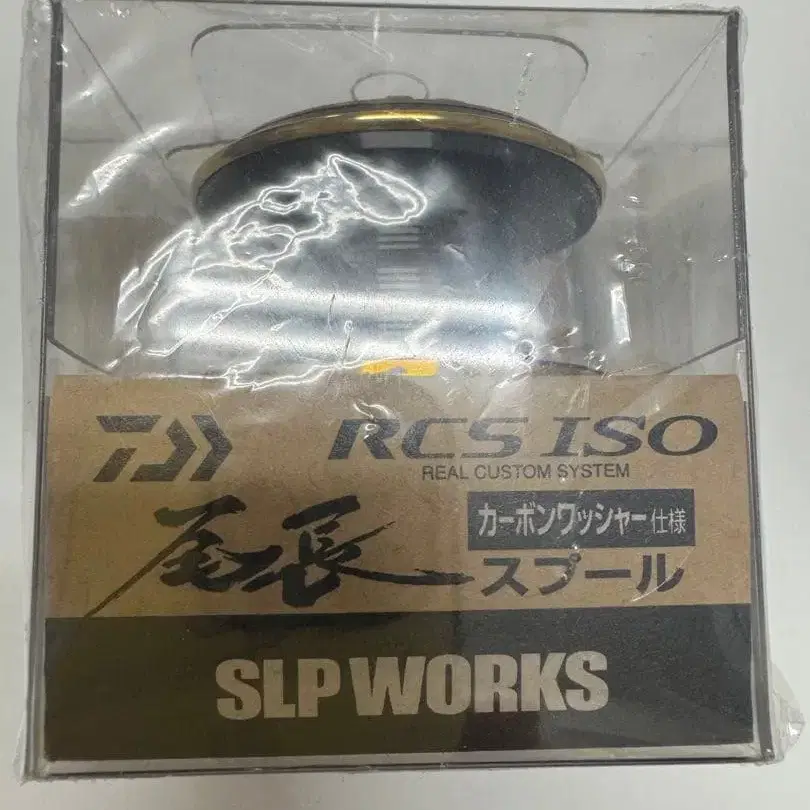 RCS ISO
REAL CUSTOM SYSTEM
尾長
カーボンワッシャー仕様
スプール
SLP WORKS